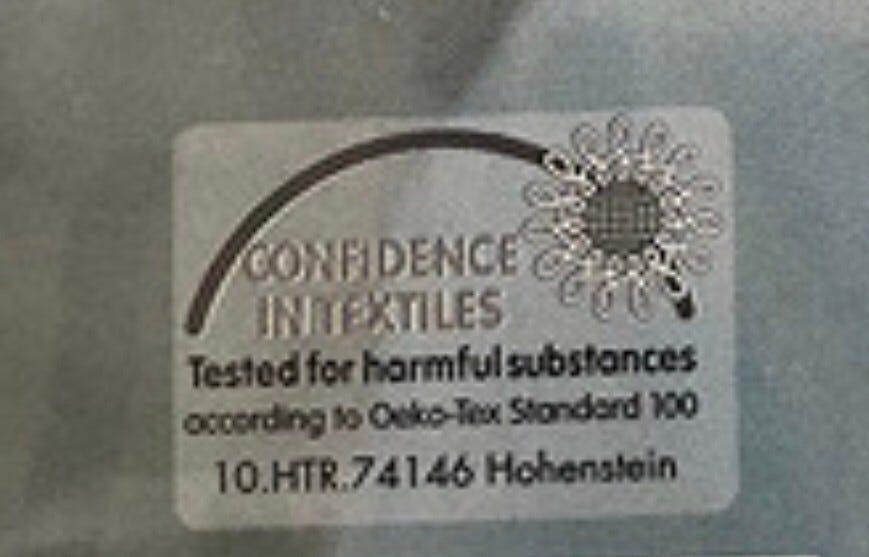 CONFIDENCE
IN TEXTILES
Tested for harmful substances
according to Oeko-Tex Standard 100
10.HTR.74146 Hohenstein